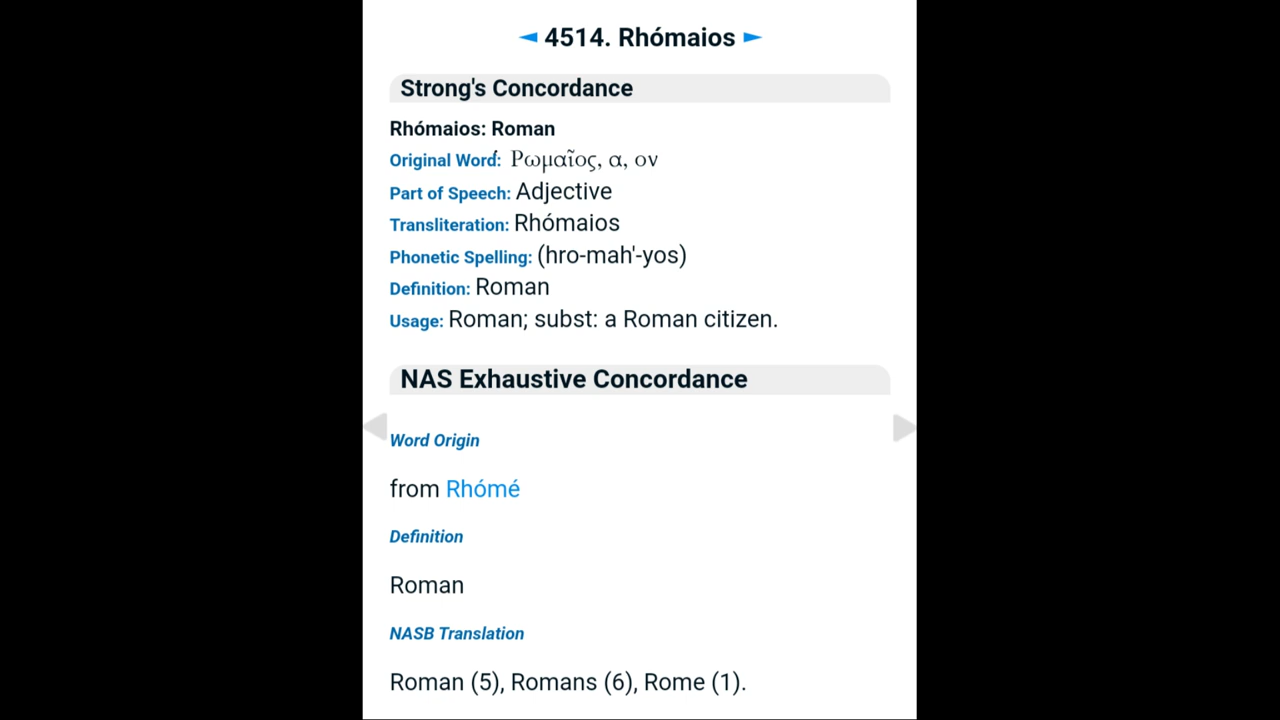 ◄ 4514. Rhómaios ►
Strong's Concordance
Rhómaios: Roman
Original Word: Ῥωμαῖος, α, ον
Part of Speech: Adjective
Transliteration: Rhómaios
Phonetic Spelling: (hro-mah'-yos)
Definition: Roman
Usage: Roman; subst: a Roman citizen.
NAS Exhaustive Concordance
Word Origin
from Rhómé
Definition
Roman
NASB Translation
Roman (5), Romans (6), Rome (1).